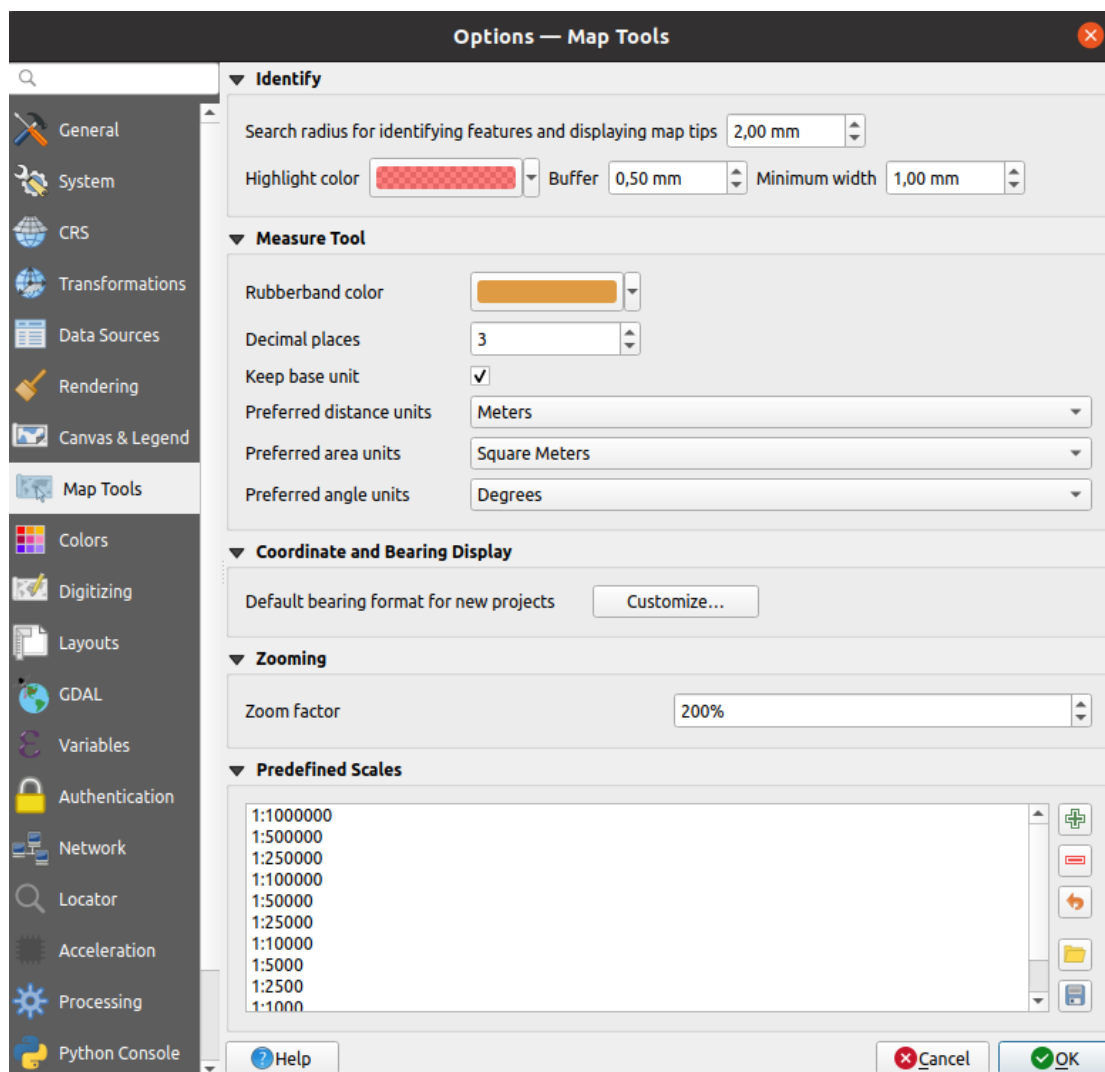 Options — Map Tools
General
System
CRS
Transformations
Data Sources
Rendering
Canvas & Legend
Map Tools
Colors
Digitizing
Layouts
GDAL
Variables
Authentication
Network
Locator
Acceleration
Processing
Python Console
Identify
Search radius for identifying features and displaying map tips 2,00 mm
Highlight color Buffer 0,50 mm Minimum width 1,00 mm
Measure Tool
Rubberband color
Decimal places 3
Keep base unit
Preferred distance units Meters
Preferred area units Square Meters
Preferred angle units Degrees
Coordinate and Bearing Display
Default bearing format for new projects Customize...
Zooming
Zoom factor 200%
Predefined Scales
1:1000000
1:500000
1:250000
1:100000
1:50000
1:25000
1:10000
1:5000
1:2500
1:1000
Help Cancel OK